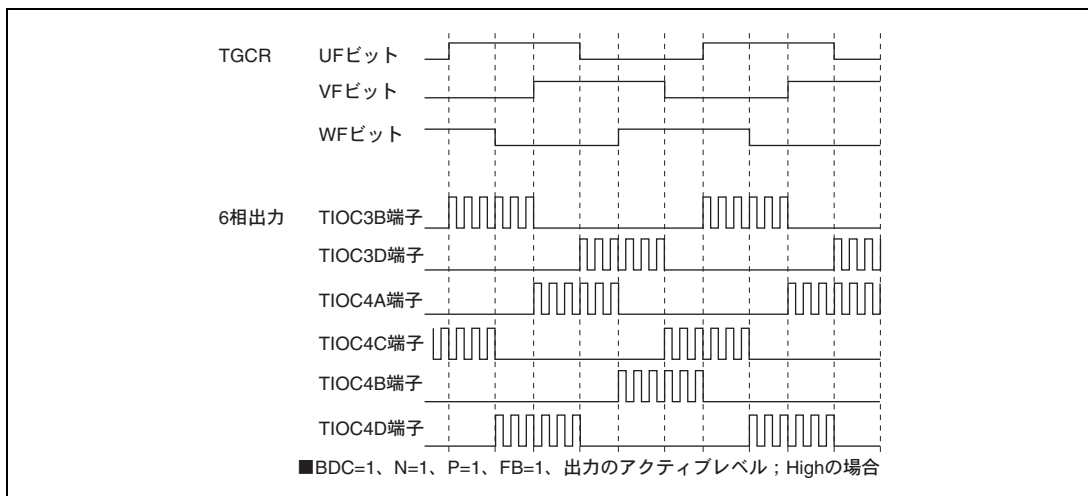 TGCR UFビット
VFビット
WFビット
6相出力 TIOC3B端子
TIOC3D端子
TIOC4A端子
TIOC4C端子
TIOC4B端子
TIOC4D端子
■BDC=1、N=1、P=1、FB=1、出力のアクティブレベル；Highの場合